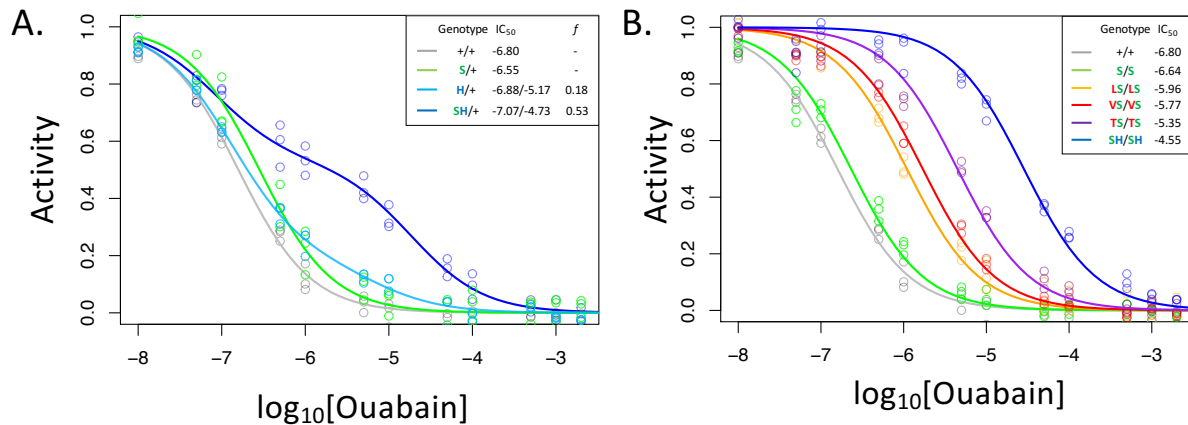 A.
Genotype IC50 f
+/+ -6.80 -
S/+ -6.55 -
H/+ -6.88/-5.17 0.18
SH/+ -7.07/-4.73 0.53
Activity
0.0 0.2 0.4 0.6 0.8 1.0
−8 −7 −6 −5 −4 −3
log10[Ouabain]
B.
Genotype IC50
+/+ -6.80
S/S -6.64
LS/LS -5.96
VS/VS -5.77
TS/TS -5.35
SH/SH -4.55
Activity
0.0 0.2 0.4 0.6 0.8 1.0
−8 −7 −6 −5 −4 −3
log10[Ouabain]